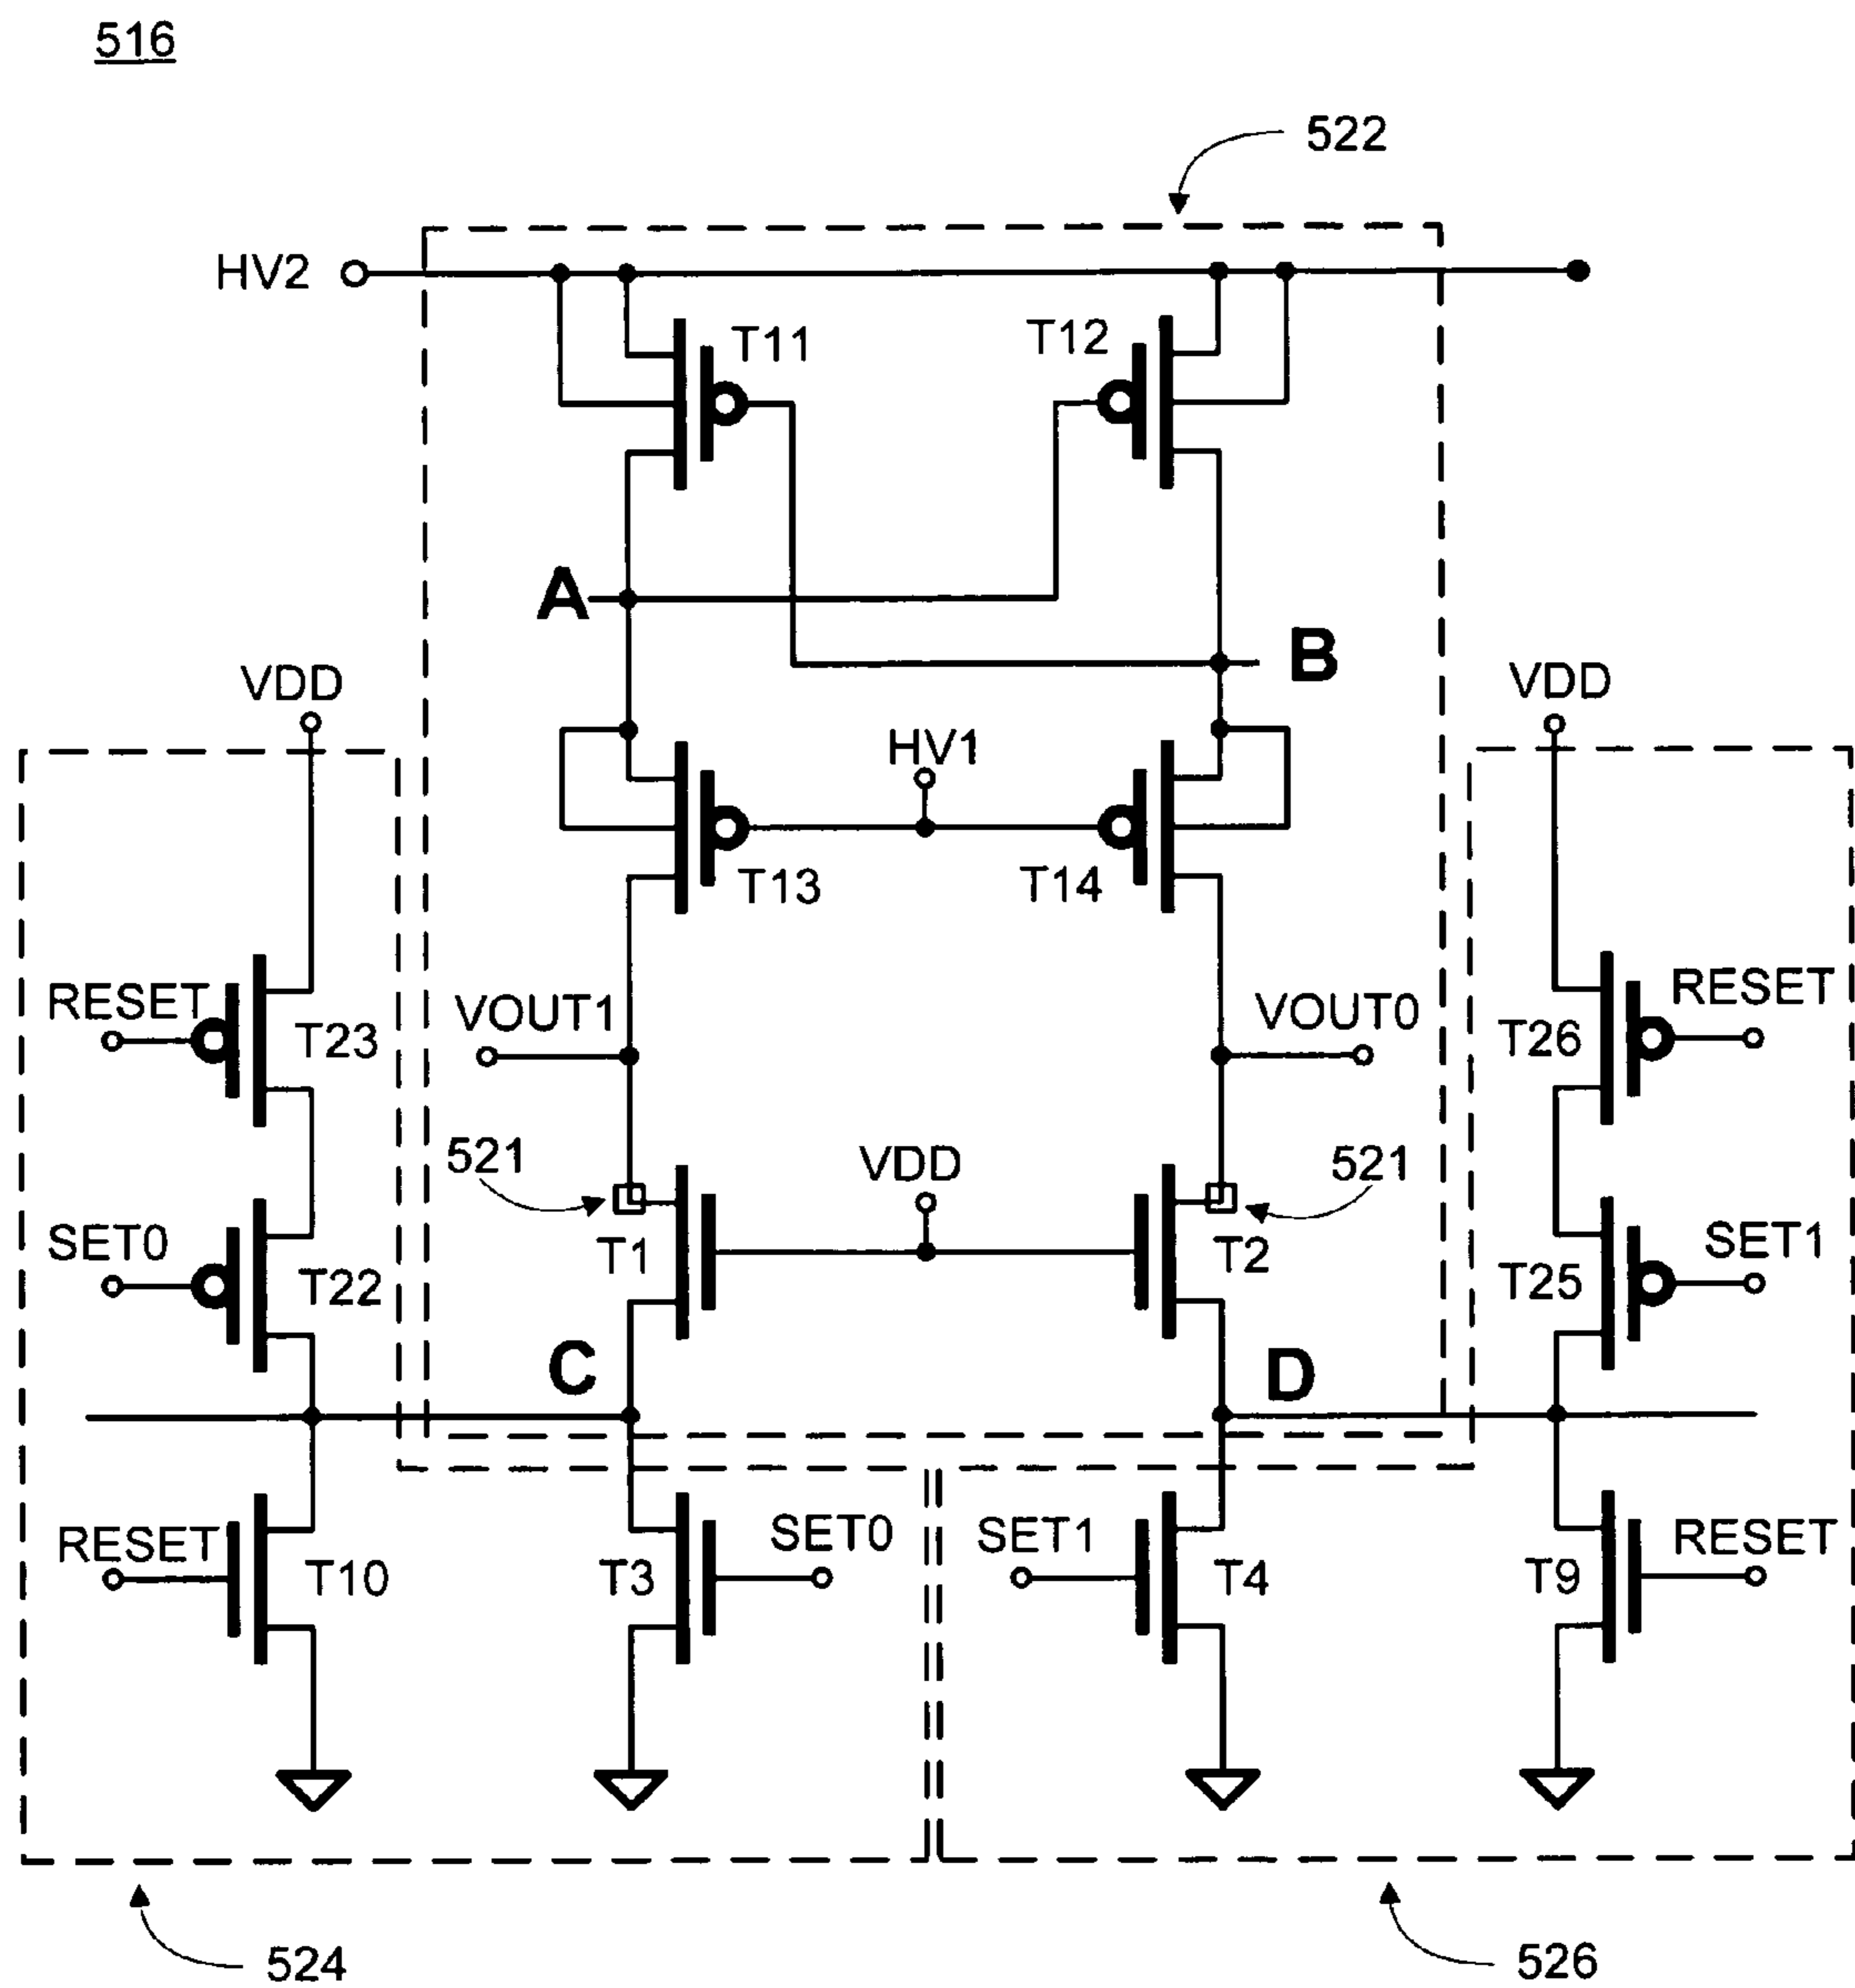 516
522
HV2
T11
T12
A
B
VDD
VDD
HV1
T13
T14
RESET
T23
VOUT1
VOUT0
T26
RESET
521
VDD
521
SET0
T22
T1
T2
T25
SET1
C
D
RESET
T10
T3
SET0
SET1
T4
T9
RESET
524
526